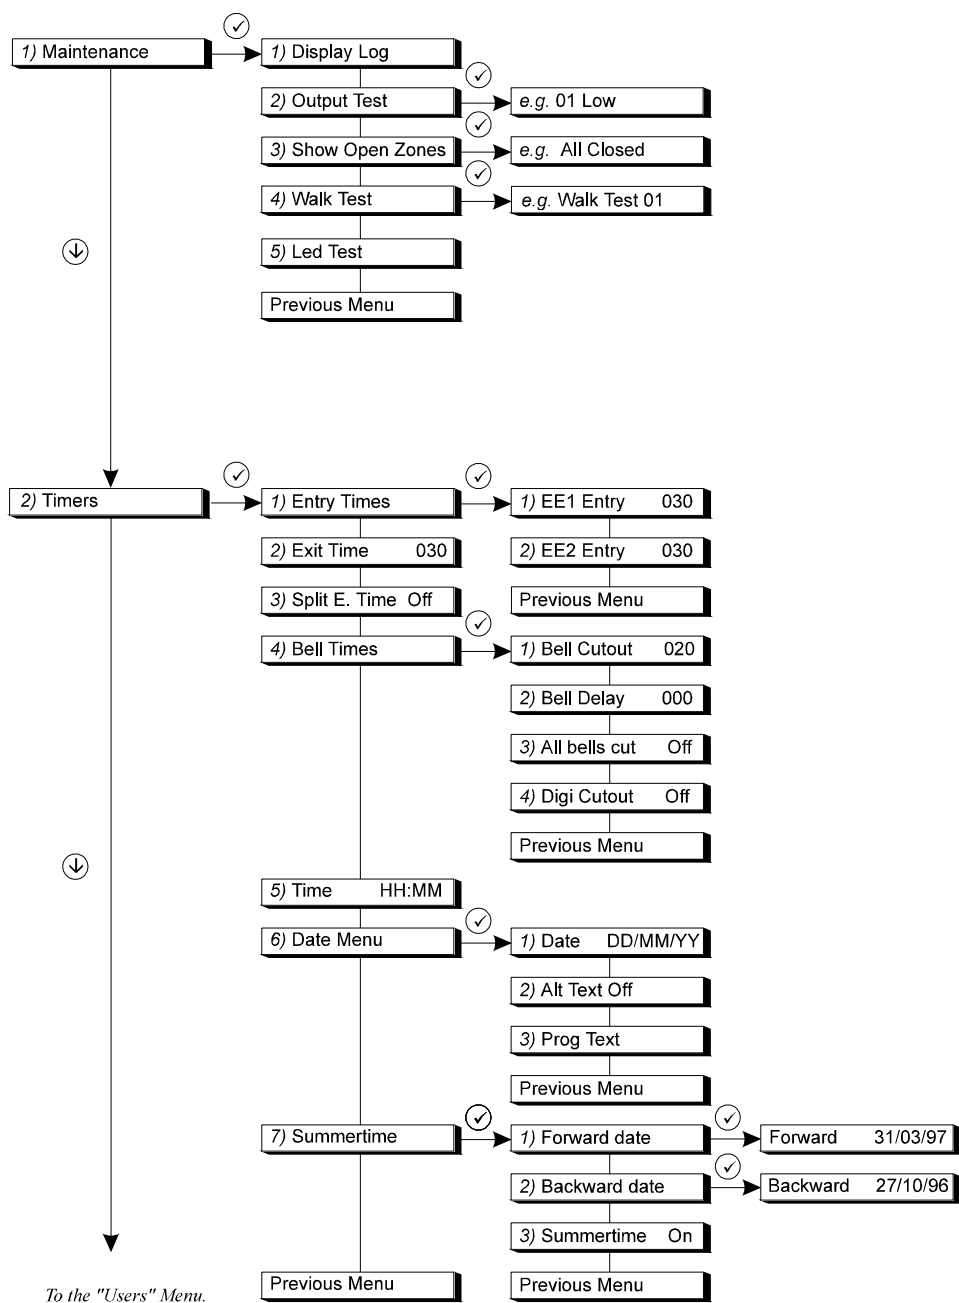 1) Maintenance
1) Display Log
2) Output Test
e.g. 01 Low
3) Show Open Zones
e.g. All Closed
4) Walk Test
e.g. Walk Test 01
5) Led Test
Previous Menu
2) Timers
1) Entry Times
1) EE1 Entry 030
2) Exit Time 030
2) EE2 Entry 030
3) Split E. Time Off
Previous Menu
4) Bell Times
1) Bell Cutout 020
2) Bell Delay 000
3) All bells cut Off
4) Digi Cutout Off
Previous Menu
5) Time HH:MM
6) Date Menu
1) Date DD/MM/YY
2) Alt Text Off
3) Prog Text
Previous Menu
7) Summertime
1) Forward date
Forward 31/03/97
2) Backward date
Backward 27/10/96
3) Summertime On
Previous Menu
Previous Menu
To the "Users" Menu.